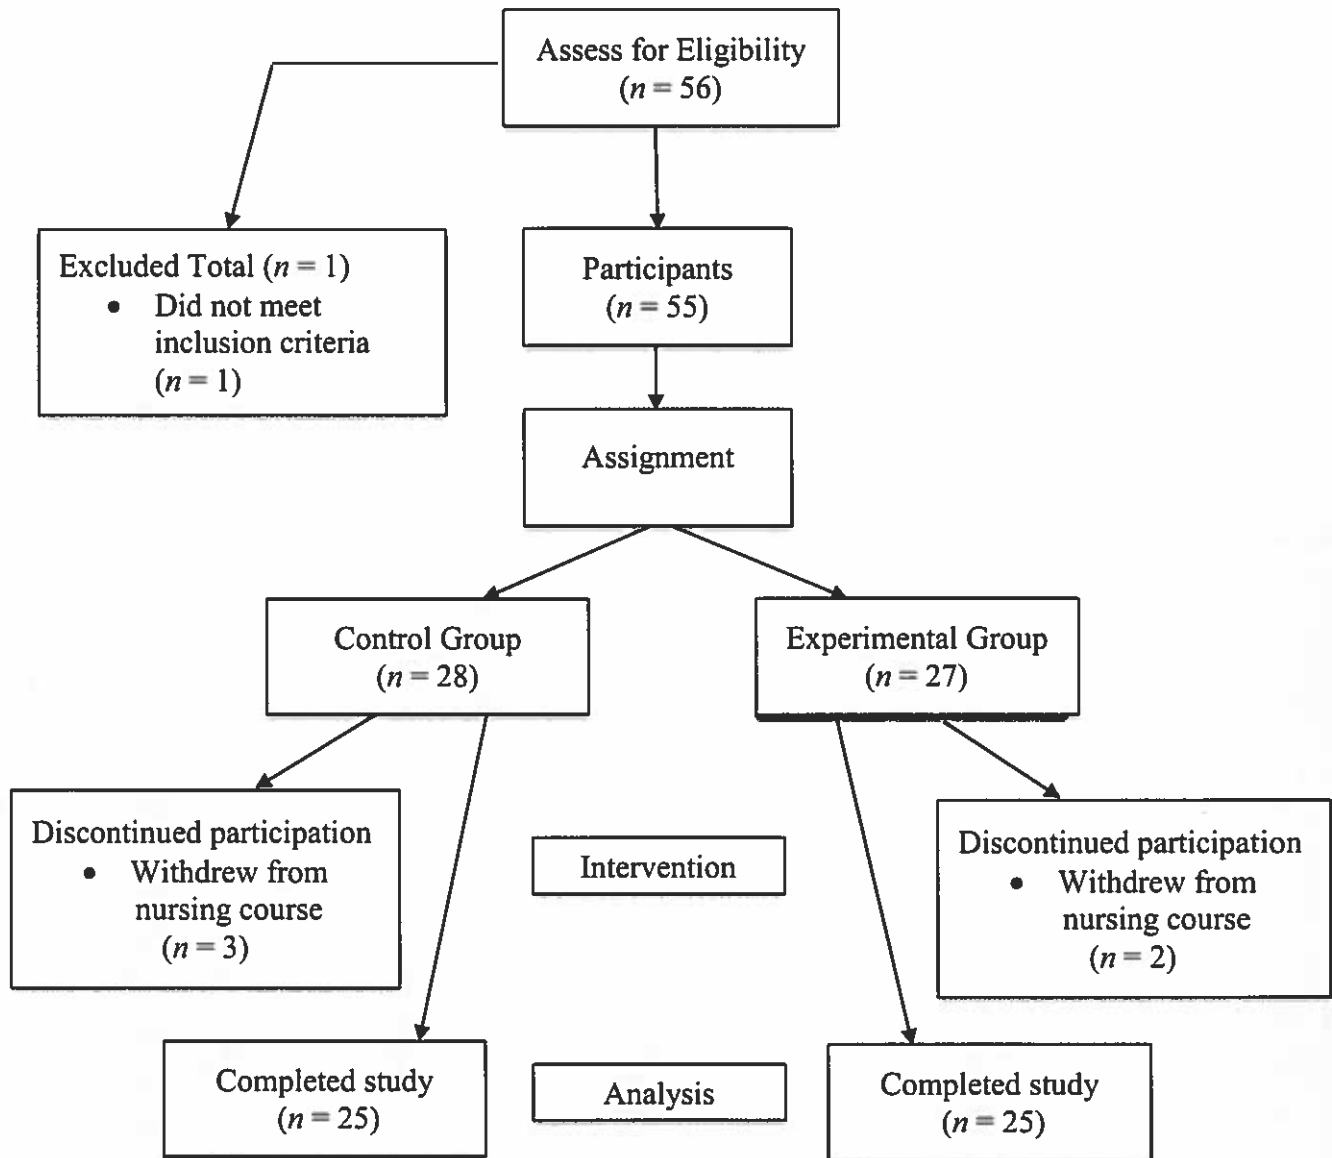 Assess for Eligibility
(n = 56)
Excluded Total (n = 1)
• Did not meet
inclusion criteria
(n = 1)
Participants
(n = 55)
Assignment
Control Group
(n = 28)
Experimental Group
(n = 27)
Discontinued participation
• Withdrew from
nursing course
(n = 3)
Intervention
Discontinued participation
• Withdrew from
nursing course
(n = 2)
Completed study
(n = 25)
Analysis
Completed study
(n = 25)